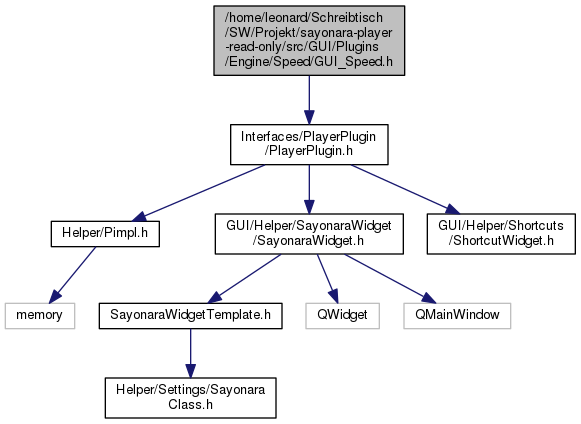 /home/leonard/Schreibtisch
/SW/Projekt/sayonara-player
-read-only/src/GUI/Plugins
/Engine/Speed/GUI_Speed.h
Interfaces/PlayerPlugin
/PlayerPlugin.h
Helper/Pimpl.h
GUI/Helper/SayonaraWidget
/SayonaraWidget.h
GUI/Helper/Shortcuts
/ShortcutWidget.h
memory
SayonaraWidgetTemplate.h
QWidget
QMainWindow
Helper/Settings/Sayonara
Class.h